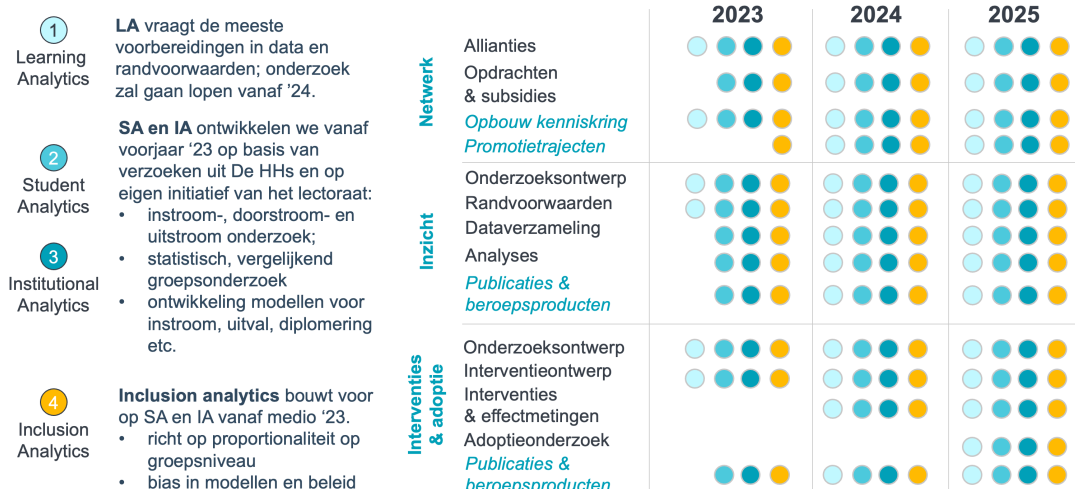 1
Learning
Analytics
LA vraagt de meeste
voorbereidingen in data en
randvoorwaarden; onderzoek
zal gaan lopen vanaf ’24.
2
Student
Analytics
3
Institutional
Analytics
SA en IA ontwikkelen we vanaf
voorjaar ‘23 op basis van
verzoeken uit De HHs en op
eigen initiatief van het lectoraat:
• instroom-, doorstroom- en
uitstroom onderzoek;
• statistisch, vergelijkend
groepsonderzoek
• ontwikkeling modellen voor
instroom, uitval, diplomering
etc.
4
Inclusion
Analytics
Inclusion analytics bouwt voor
op SA en IA vanaf medio ‘23.
• richt op proportionaliteit op
groepsniveau
• bias in modellen en beleid
2023 2024 2025
Netwerk
Allianties
Opdrachten
& subsidies
Opbouw kenniskring
Promotietrajecten
Inzicht
Onderzoeksontwerp
Randvoorwaarden
Dataverzameling
Analyses
Publicaties &
beroepsproducten
Interventies
& adoptie
Onderzoeksontwerp
Interventieontwerp
Interventies
& effectmetingen
Adoptieonderzoek
Publicaties &
beroepsproducten